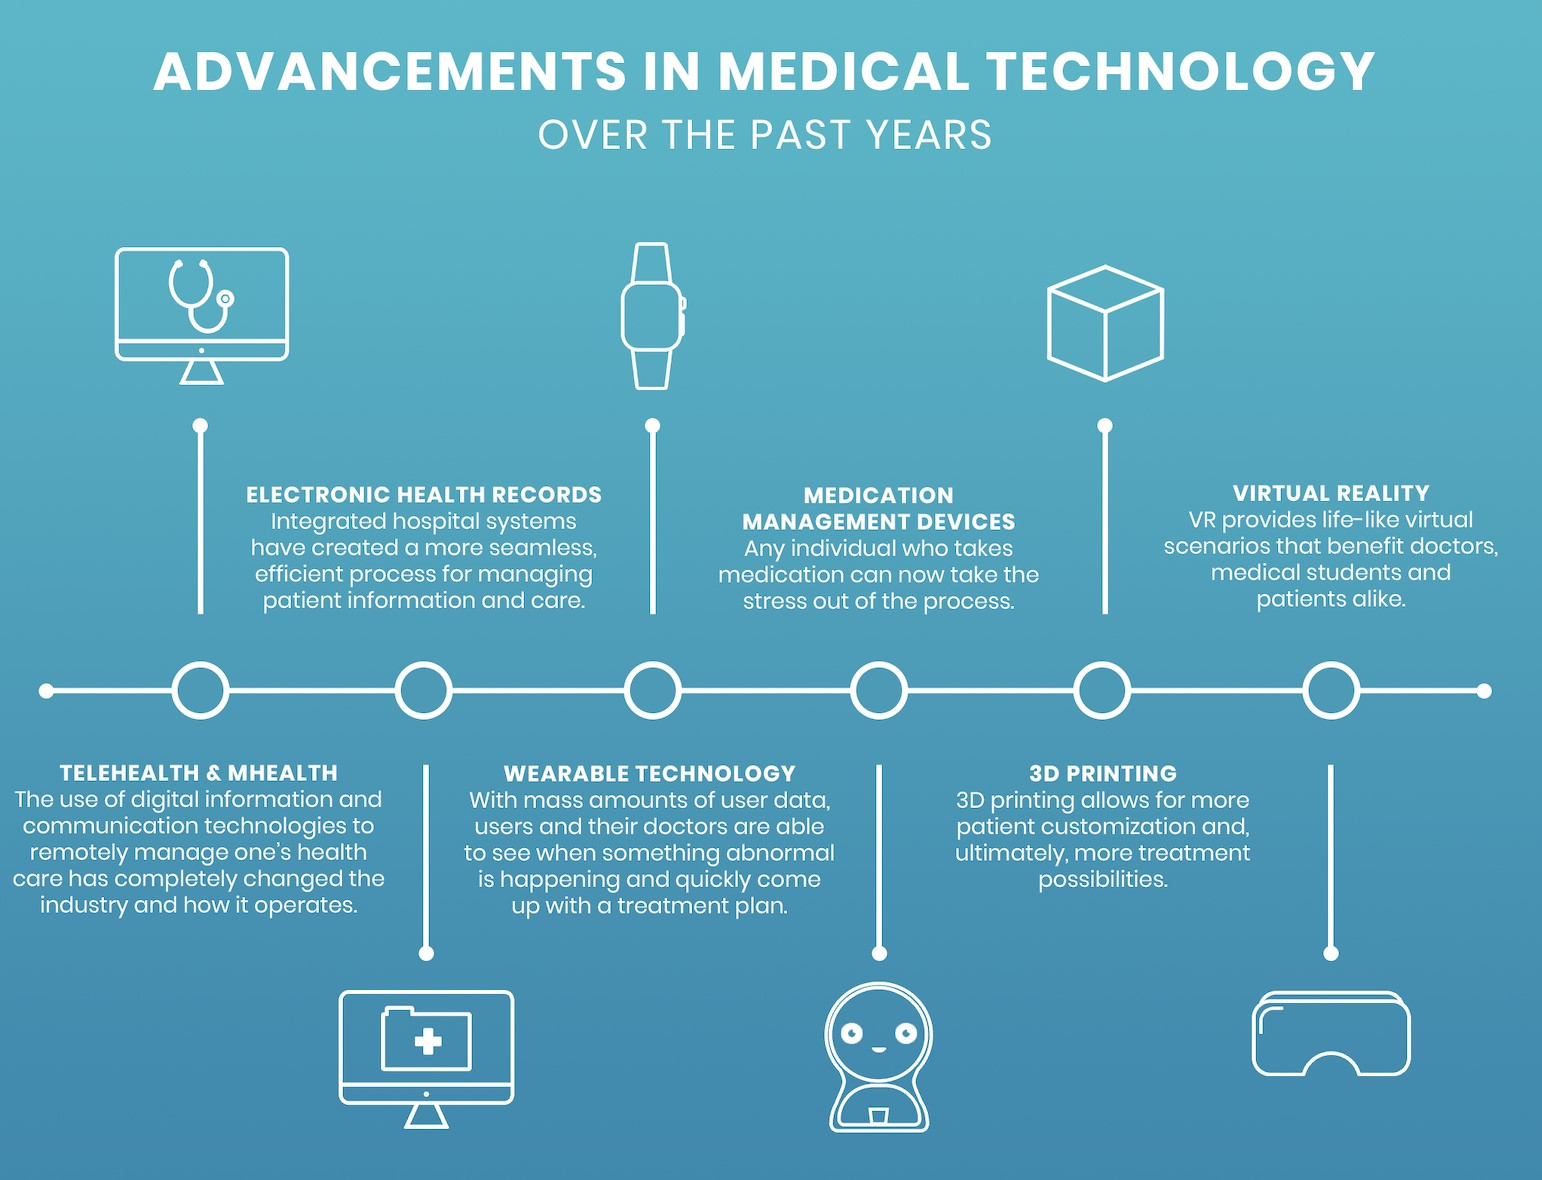 ADVANCEMENTS IN MEDICAL TECHNOLOGY
OVER THE PAST YEARS
TELEHEALTH & MHEALTH
The use of digital information and
communication technologies to
remotely manage one’s health
care has completely changed the
industry and how it operates.
ELECTRONIC HEALTH RECORDS
Integrated hospital systems
have created a more seamless,
efficient process for managing
patient information and care.
WEARABLE TECHNOLOGY
With mass amounts of user data,
users and their doctors are able
to see when something abnormal
is happening and quickly come
up with a treatment plan.
MEDICATION
MANAGEMENT DEVICES
Any individual who takes
medication can now take the
stress out of the process.
3D PRINTING
3D printing allows for more
patient customization and,
ultimately, more treatment
possibilities.
VIRTUAL REALITY
VR provides life-like virtual
scenarios that benefit doctors,
medical students and
patients alike.